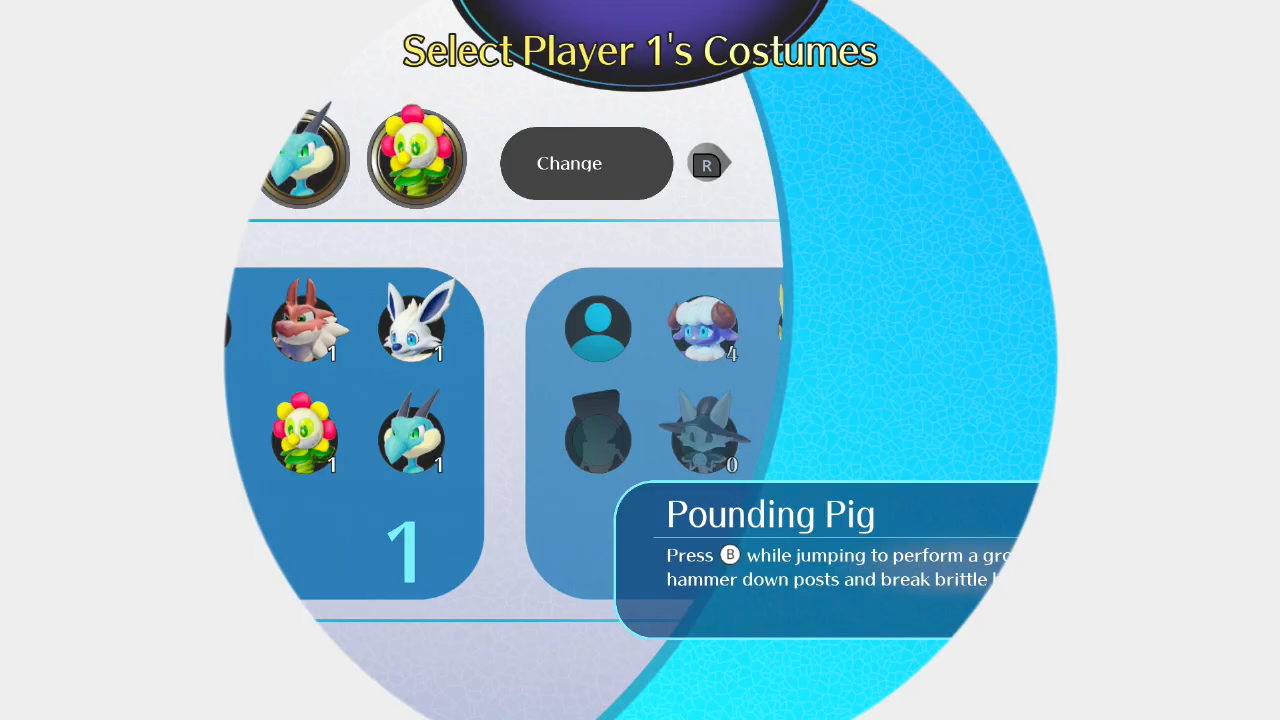 Select Player 1's Costumes
Change
R
1
1
4
1
1
0
1
Pounding Pig
Press B while jumping to perform a
hammer down posts and break brittle